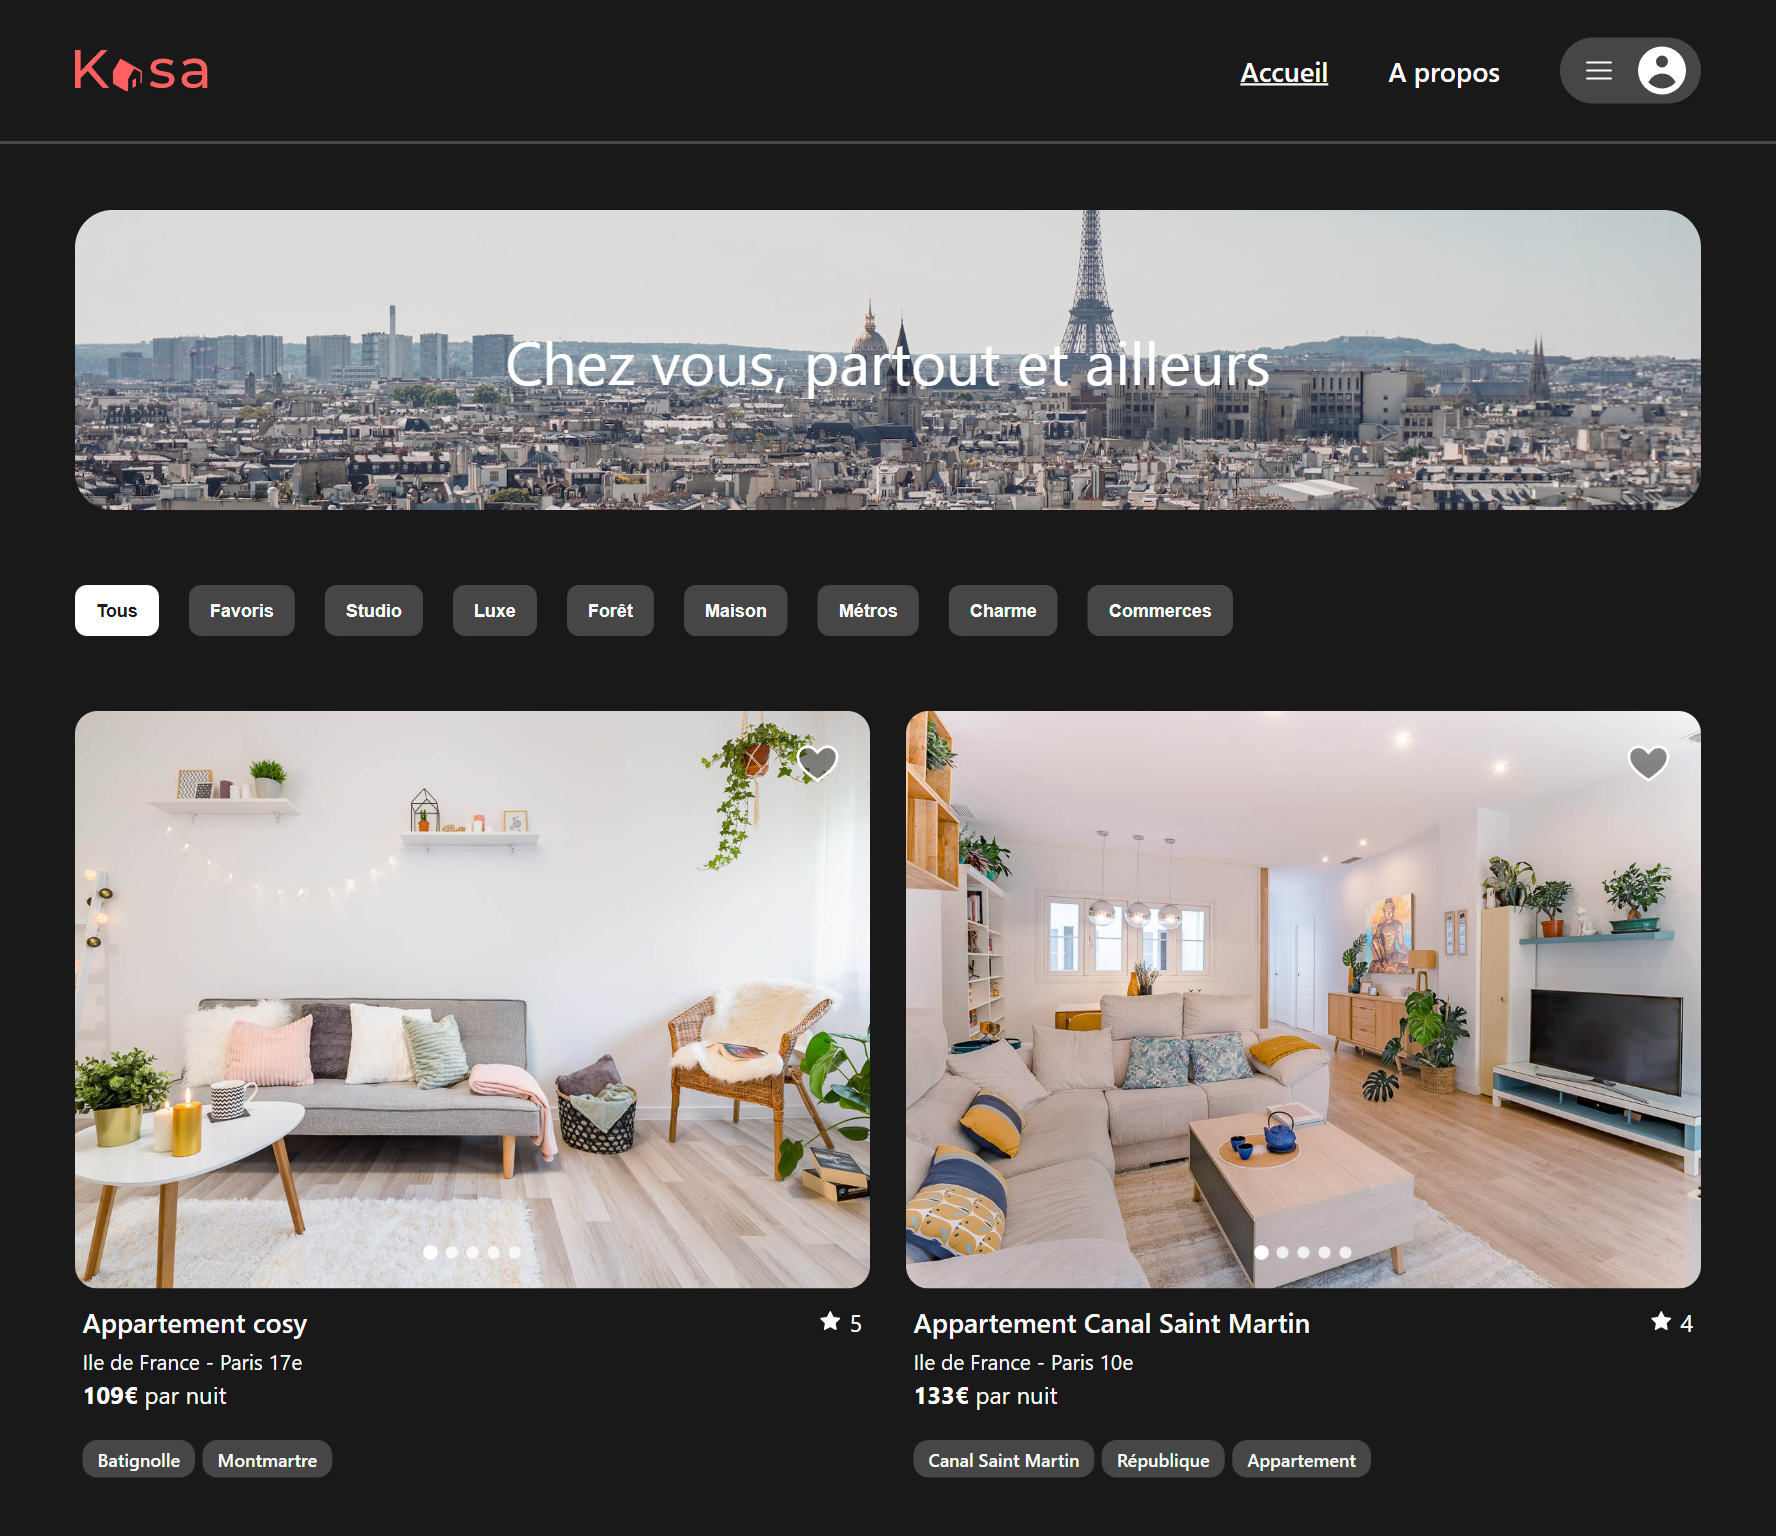 Kasa
Accueil
A propos
Chez vous, partout et ailleurs
Tous
Favoris
Studio
Luxe
Forêt
Maison
Métros
Charme
Commerces
Appartement cosy
5
Ile de France - Paris 17e
109€ par nuit
Batignolle
Montmartre
Appartement Canal Saint Martin
4
Ile de France - Paris 10e
133€ par nuit
Canal Saint Martin
République
Appartement